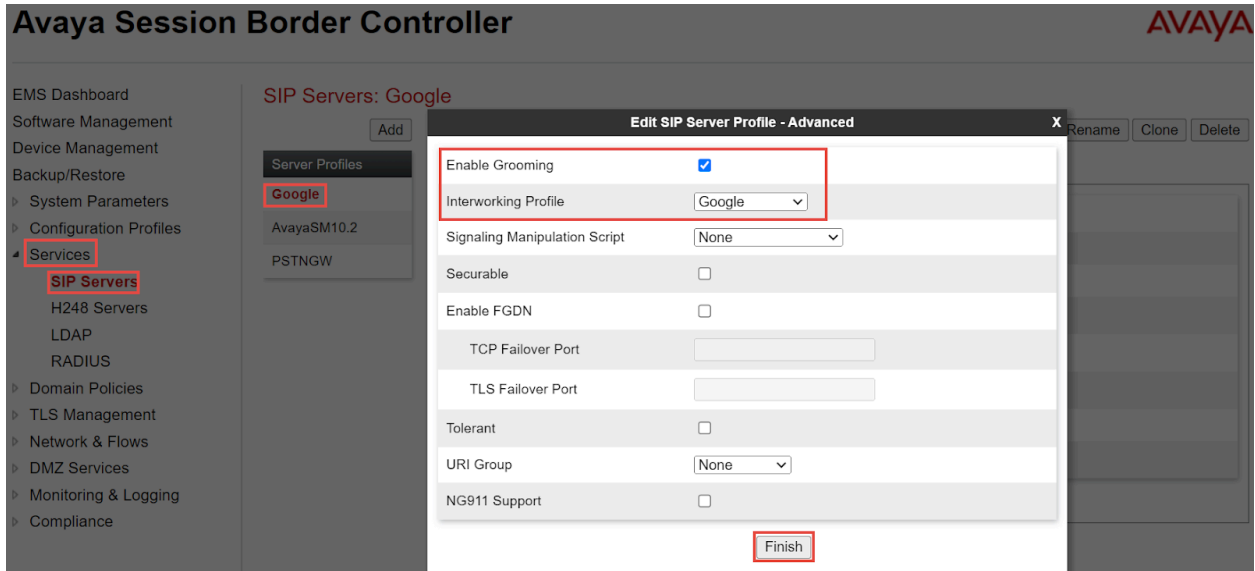 Avaya Session Border Controller
AVAYA
EMS Dashboard
Software Management
Device Management
Backup/Restore
System Parameters
Configuration Profiles
Services
SIP Servers
H248 Servers
LDAP
RADIUS
Domain Policies
TLS Management
Network & Flows
DMZ Services
Monitoring & Logging
Compliance
SIP Servers: Google
Add
Rename
Clone
Delete
Server Profiles
Google
AvayaSM10.2
PSTNGW
Edit SIP Server Profile - Advanced
X
Enable Grooming
Interworking Profile Google
Signaling Manipulation Script None
Securable
Enable FGDN
TCP Failover Port
TLS Failover Port
Tolerant
URI Group None
NG911 Support
Finish